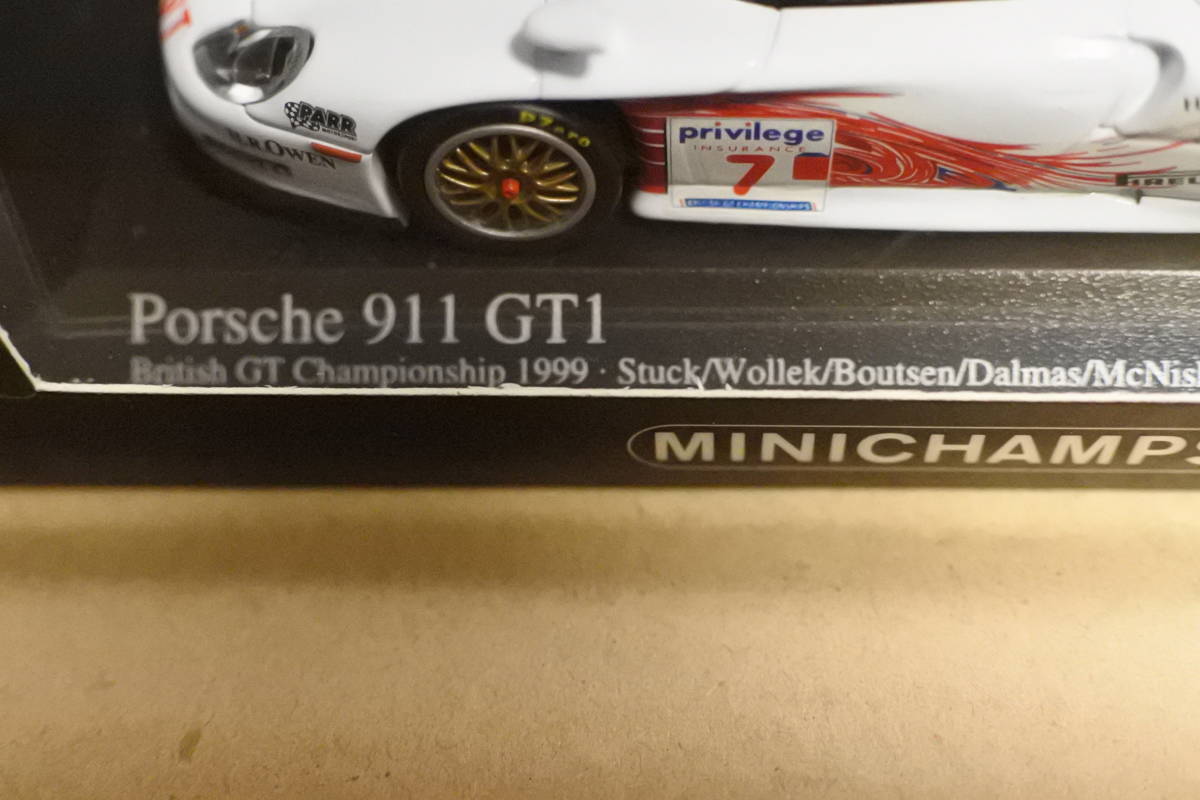 PARR
H.R.OWEN
P Zero
privilege
INSURANCE
7
Porsche 911 GT1
British GT Championship 1999 · Stuck/Wollek/Boutsen/Dalmas/McNish
MINICHAMPS